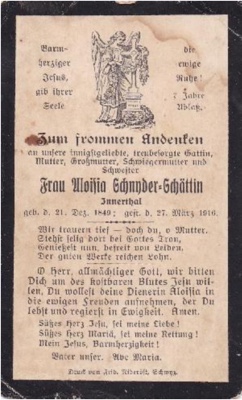 Barm-
herziger
Jesus,
gib ihrer
Seele
die
ewige
Ruhe!
7 Jahre
Ablaß.
Zum frommen Andenken
an unsere innigstgeliebte, treubesorgte Gattin,
Mutter, Großmutter, Schwiegermutter und
Schwester
Frau Aloisia Schnyder-Schättin
Innerthal
geb. d. 21. Dez. 1849; gest. d. 27. März 1916.
Wir trauern tief — doch du, o Mutter.
Stehst selig dort bei Gottes Tron,
Genießest nun, befreit von Leiden.
Der guten Werke reichen Lohn.
O Herr, allmächtiger Gott, wir bitten
Dich um des kostbaren Blutes Jesu wil-
len, Du wollest deine Dienerin Aloisia in
die ewigen Freuden aufnehmen, der Du
lebst und regierst in Ewigkeit. Amen.
Süßes Herz Jesu, sei meine Liebe!
Süßes Herz Mariä, sei meine Rettung!
Mein Jesus, Barmherzigkeit!
Vater unser. Ave Maria.
Druck von
Schwyz.